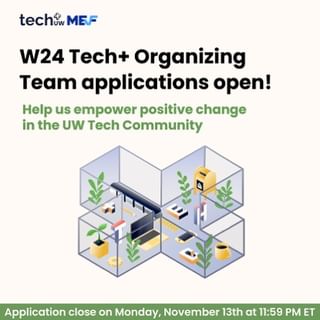 tech+ UW MEF
W24 Tech+ Organizing
Team applications open!
Help us empower positive change
in the UW Tech Community
T
E
C
H
Application close on Monday, November 13th at 11:59 PM ET